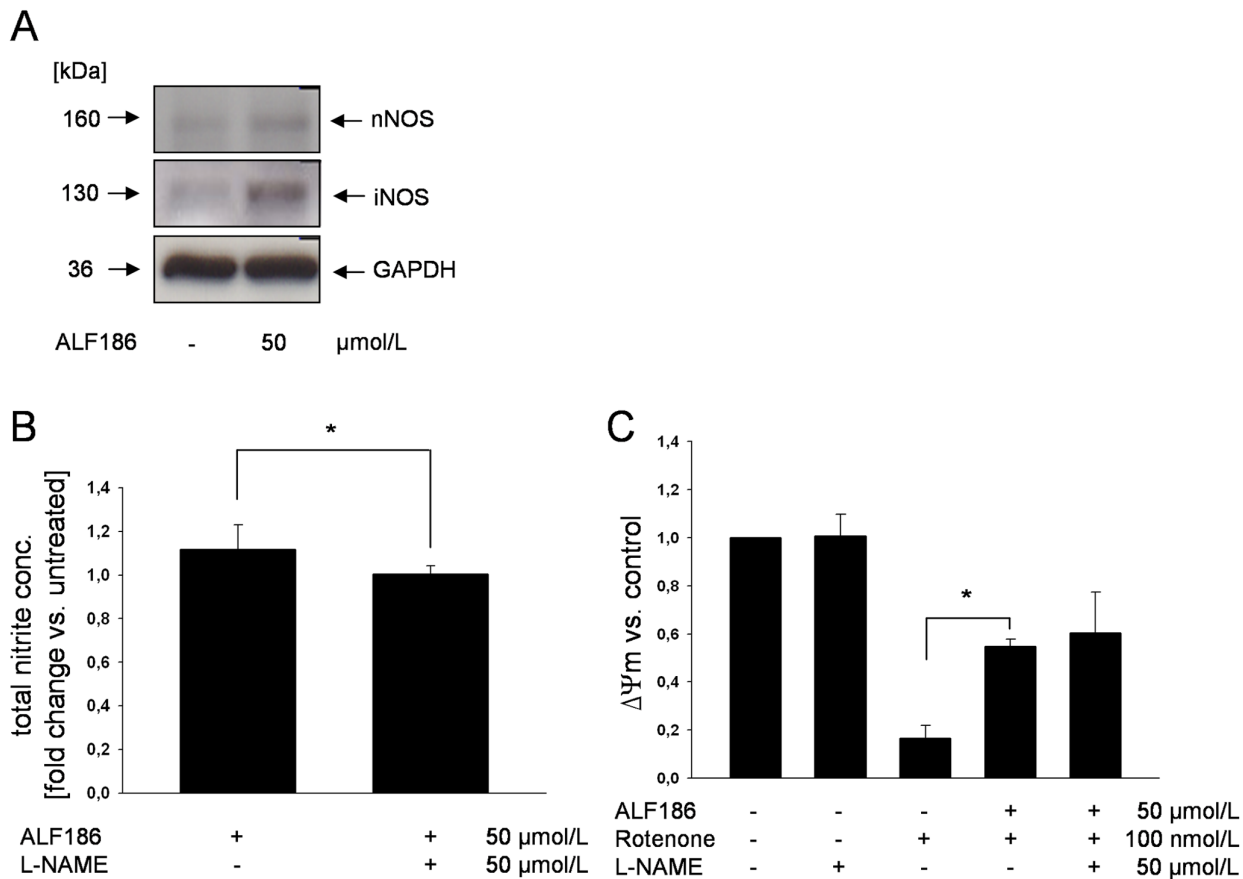 A
[kDa]
160 → ← nNOS
130 → ← iNOS
36 → ← GAPDH
ALF186 - 50 µmol/L
B
*
total nitrite conc.
[fold change vs. untreated]
1,4
1,2
1,0
0,8
0,6
0,4
0,2
0,0
ALF186 + + 50 µmol/L
L-NAME - + 50 µmol/L
C
*
ΔΨm vs. control
1,4
1,2
1,0
0,8
0,6
0,4
0,2
0,0
ALF186 - - - + + 50 µmol/L
Rotenone - - + + + 100 nmol/L
L-NAME - + - - + 50 µmol/L